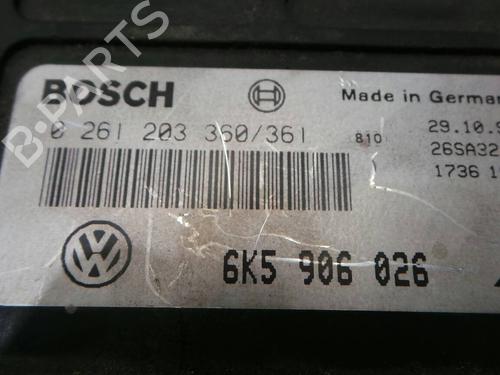 BOSCH
Made in German
0 261 203 360/361
810
29.10.9
26SA32
1736 1
6K5 906 026
B-PARTS